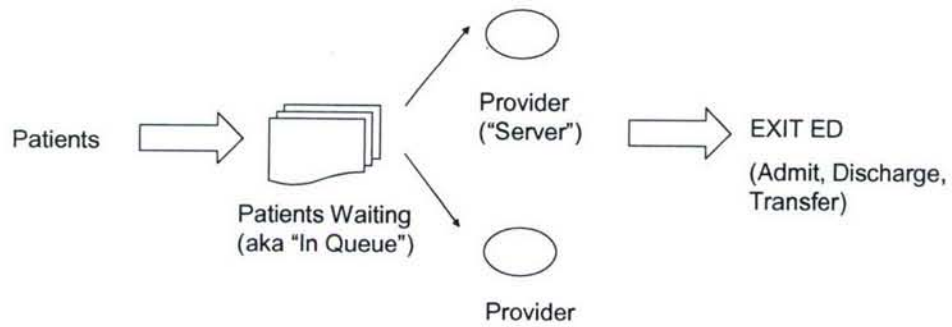 Patients
Patients Waiting
(aka “In Queue”)
Provider
(“Server”)
Provider
EXIT ED
(Admit, Discharge,
Transfer)